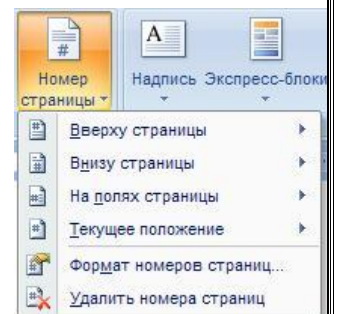 #
A
Номер Надпись Экспресс-блоки
страницы
Вверху страницы
Внизу страницы
На полях страницы
Текущее положение
Формат номеров страниц...
Удалить номера страниц